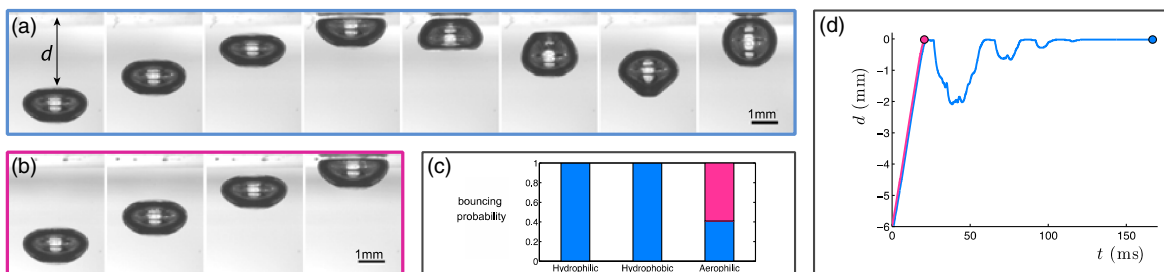 (a)
d
1mm
(b)
1mm
(c)
bouncing
probability
1
0.8
0.6
0.4
0.2
0
Hydrophilic Hydrophobic Aerophilic
(d)
d (mm)
0
−1
−2
−3
−4
−5
−6
0 50 100 150
t (ms)